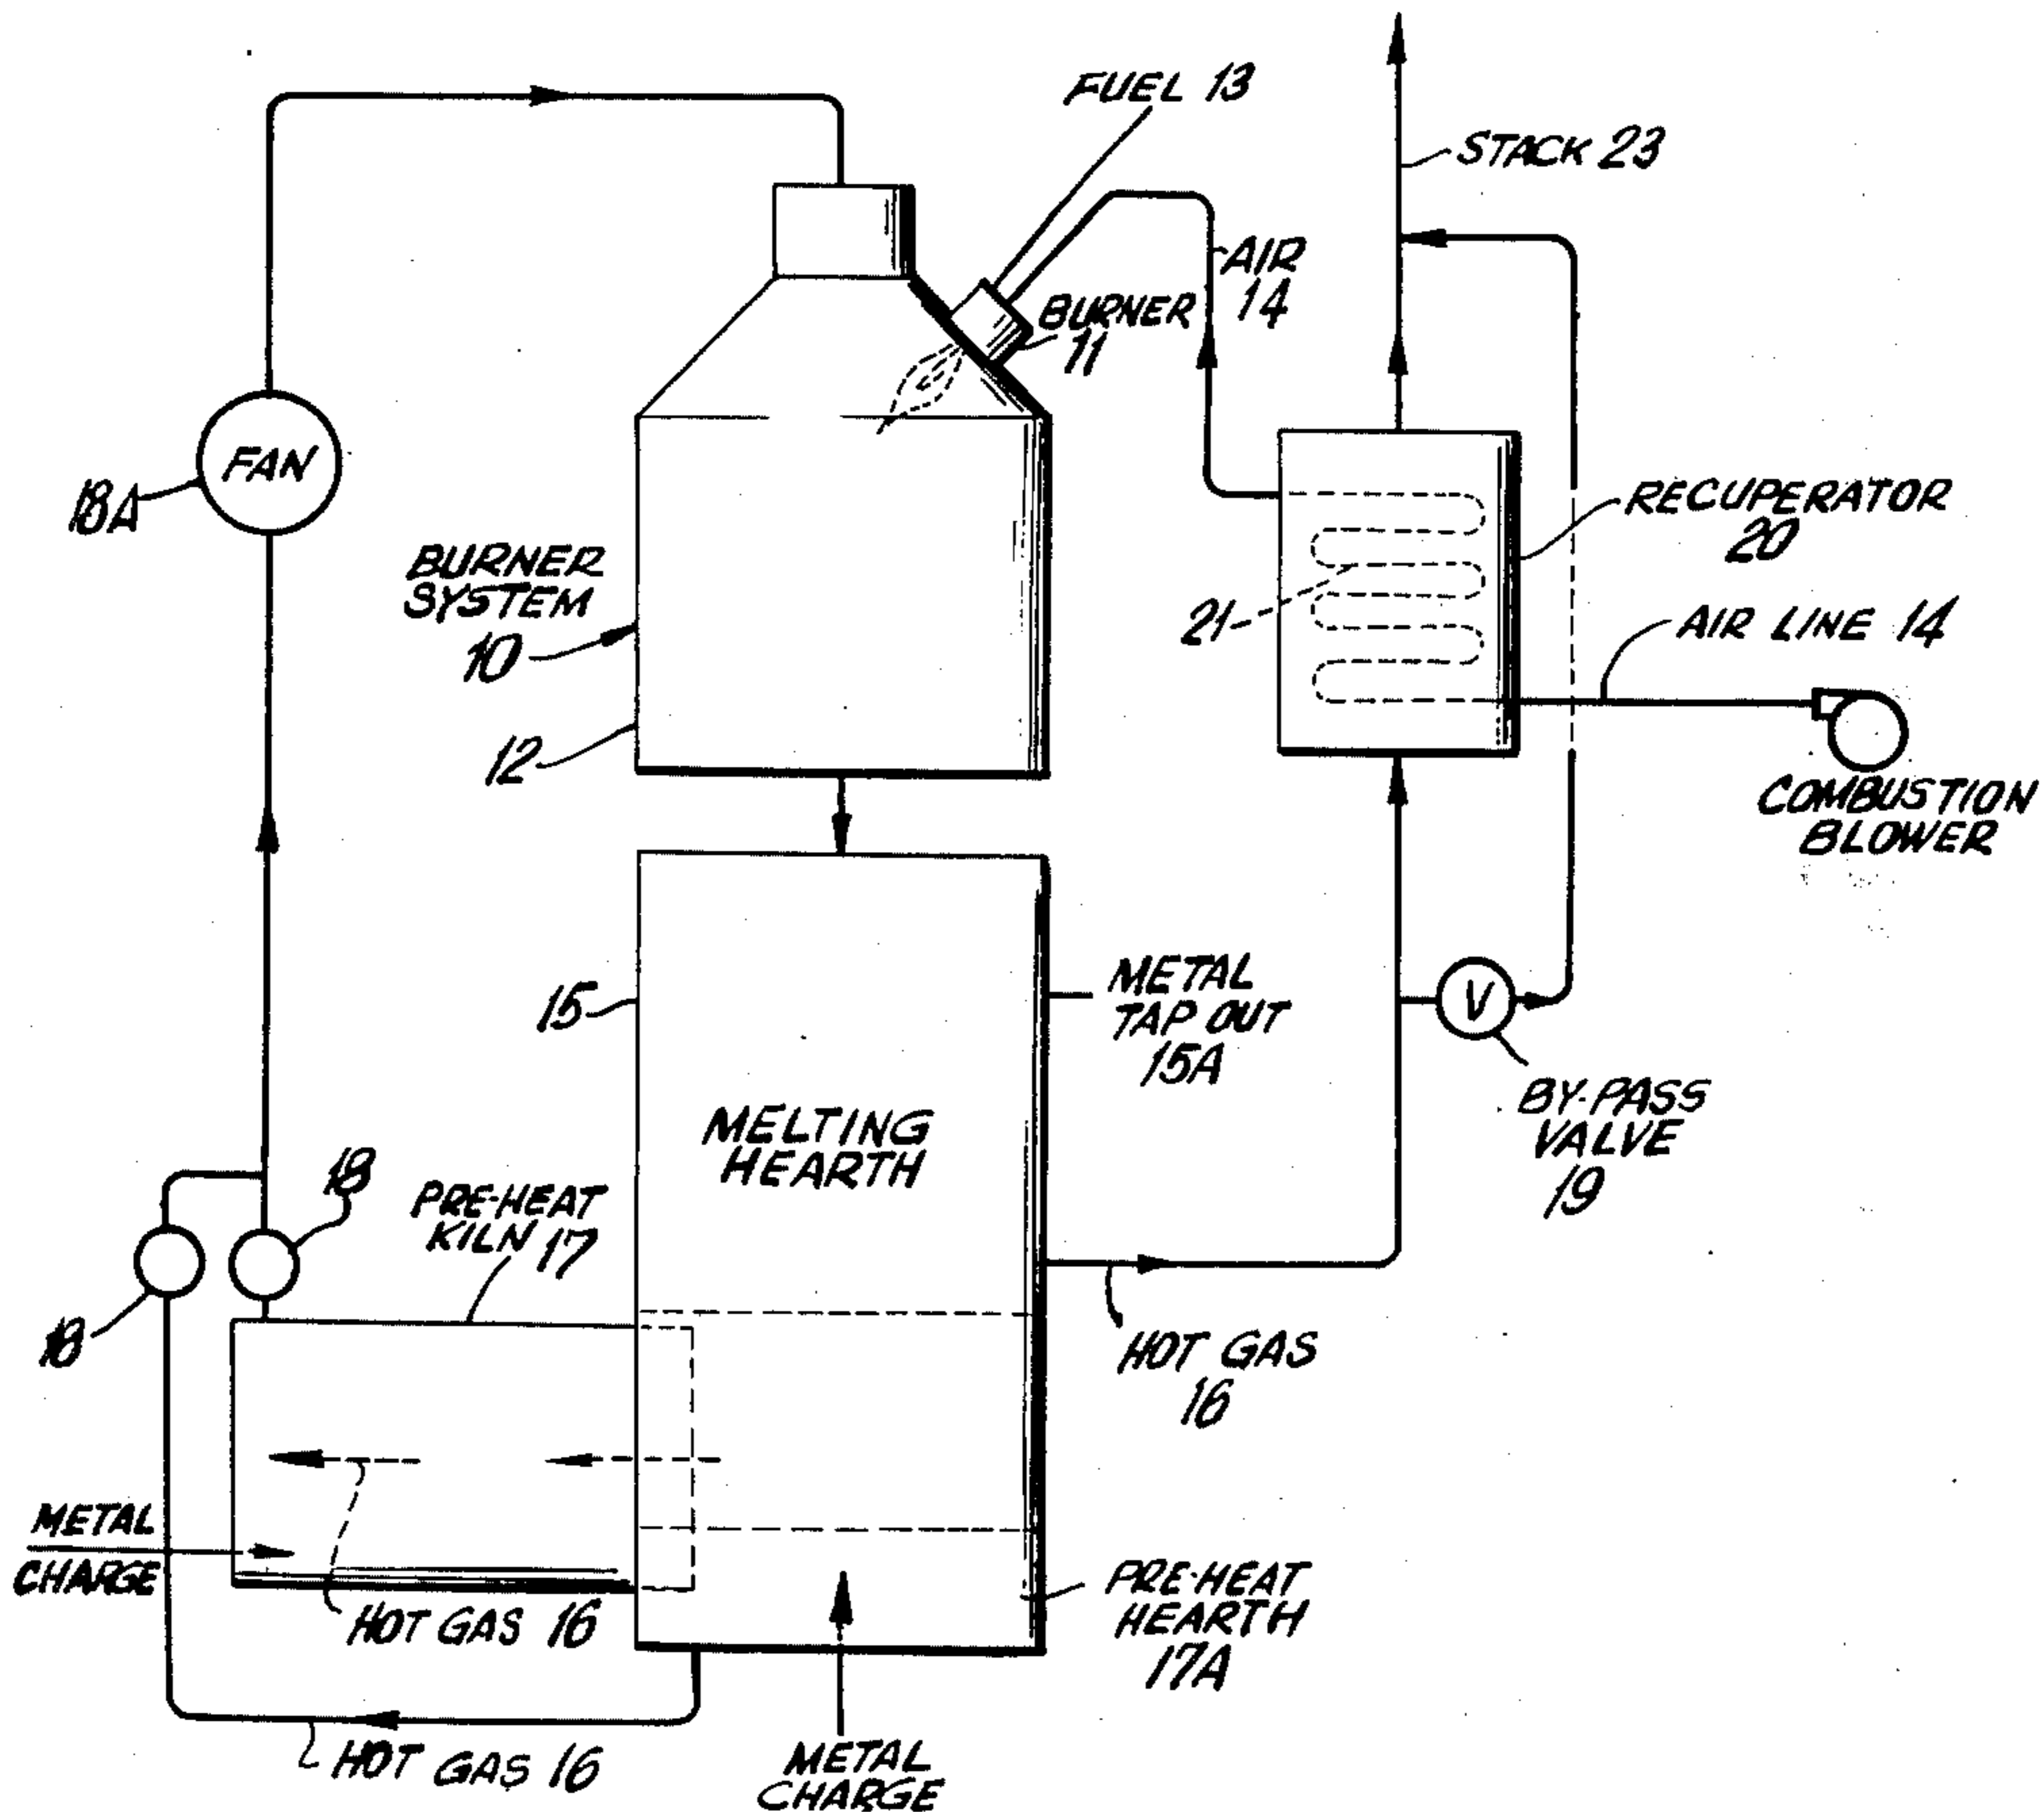 FUEL 13
STACK 23
AIR
14
BURNER
11
FAN
18A
RECUPERATOR
20
BURNER
SYSTEM
10
21
AIR LINE 14
12
COMBUSTION
BLOWER
15
METAL
TAP OUT
15A
V
BY-PASS
VALVE
19
MELTING
HEARTH
18
PRE-HEAT
KILN 17
18
HOT GAS
16
METAL
CHARGE
HOT GAS 16
PRE-HEAT
HEARTH
17A
HOT GAS 16
METAL
CHARGE